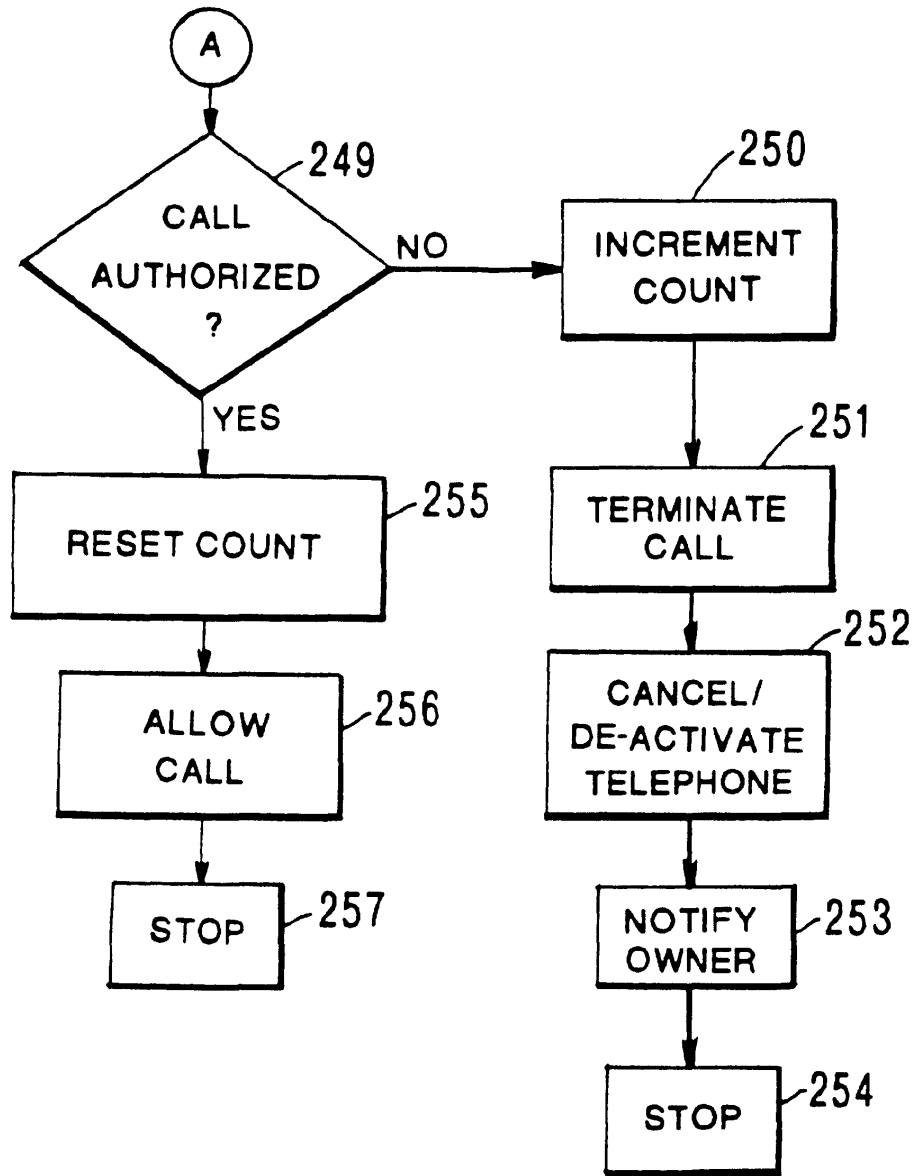 A
249
CALL
AUTHORIZED
?
NO
YES
250
INCREMENT
COUNT
251
TERMINATE
CALL
255
RESET COUNT
252
CANCEL/
DE-ACTIVATE
TELEPHONE
256
ALLOW
CALL
257
STOP
253
NOTIFY
OWNER
254
STOP